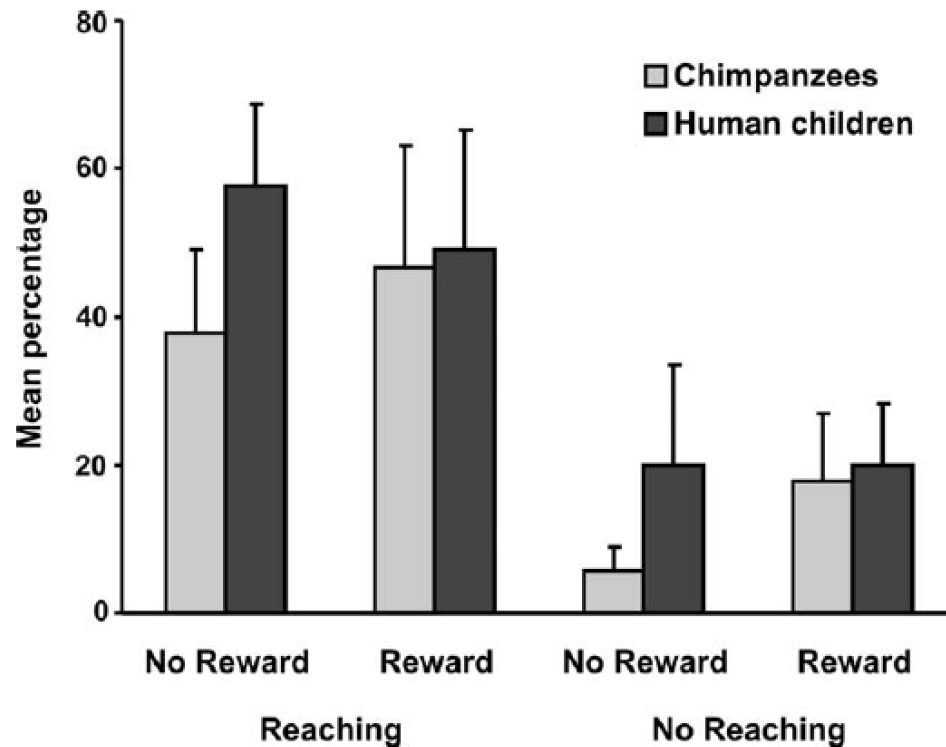 80
60
40
20
0
Mean percentage
Chimpanzees
Human children
No Reward Reward No Reward Reward
Reaching No Reaching